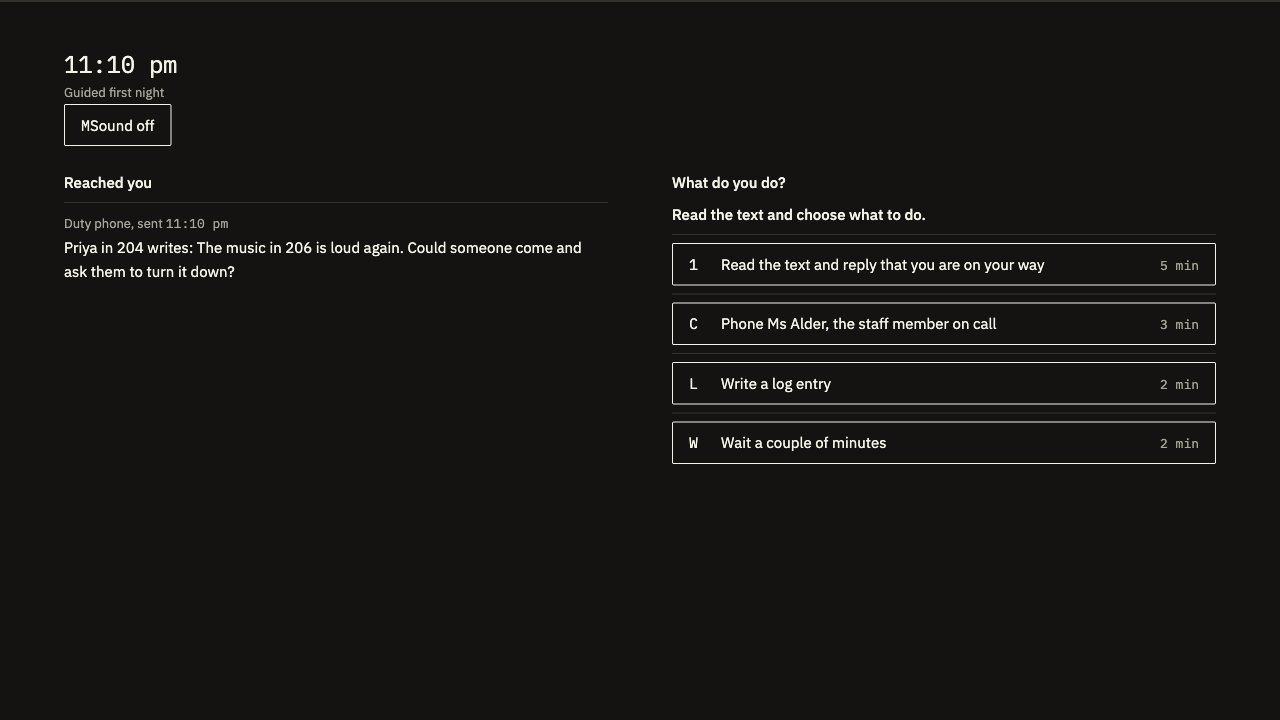 11:10 pm
Guided first night
MSound off
Reached you
Duty phone, sent 11:10 pm
Priya in 204 writes: The music in 206 is loud again. Could someone come and
ask them to turn it down?
What do you do?
Read the text and choose what to do.
1 Read the text and reply that you are on your way 5 min
C Phone Ms Alder, the staff member on call 3 min
L Write a log entry 2 min
W Wait a couple of minutes 2 min